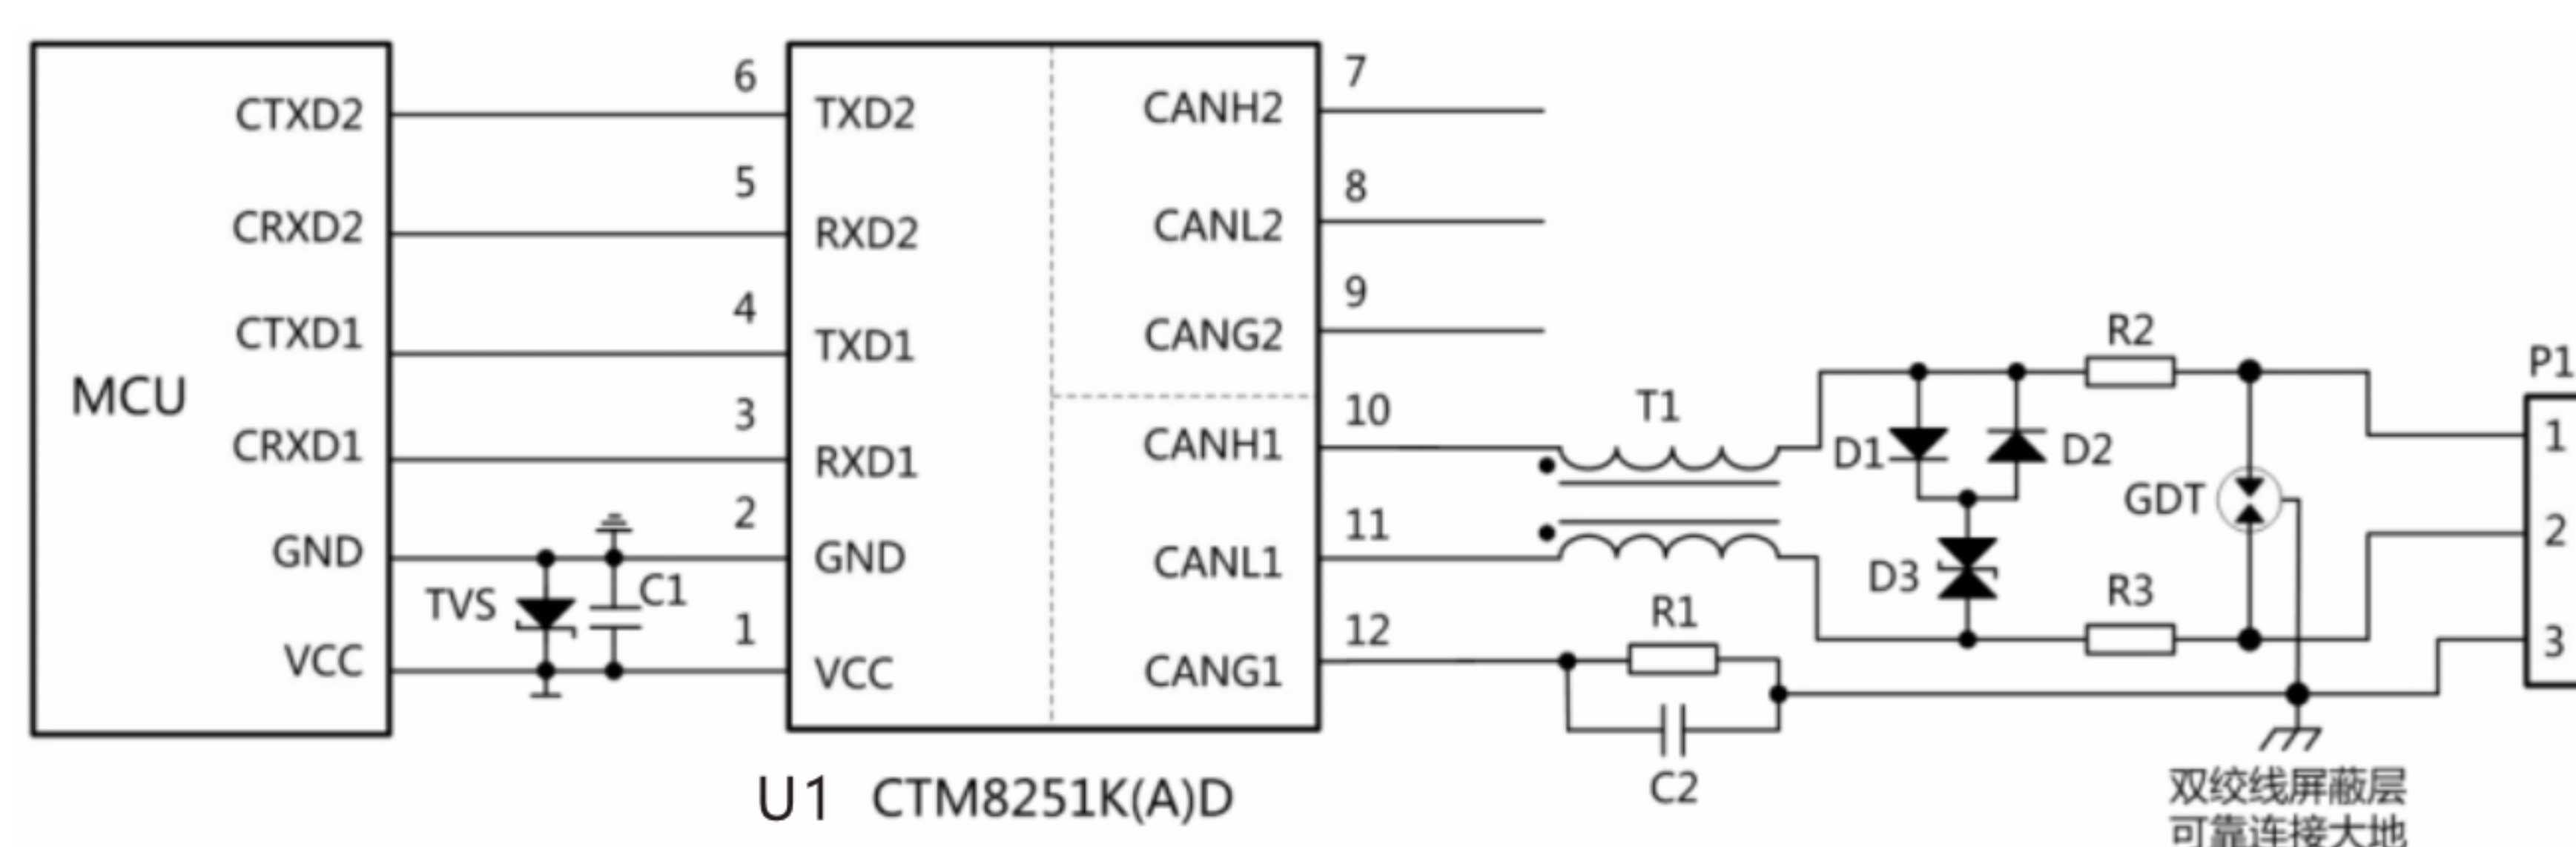 MCU
CTXD2
CRXD2
CTXD1
CRXD1
GND
VCC
TVS
C1
6
5
4
3
2
1
TXD2
RXD2
TXD1
RXD1
GND
VCC
CANH2
CANL2
CANG2
CANH1
CANL1
CANG1
U1 CTM8251K(A)D
7
8
9
10
11
12
T1
R1
C2
D1
D2
D3
R2
R3
GDT
P1
1
2
3
双绞线屏蔽层
可靠连接大地